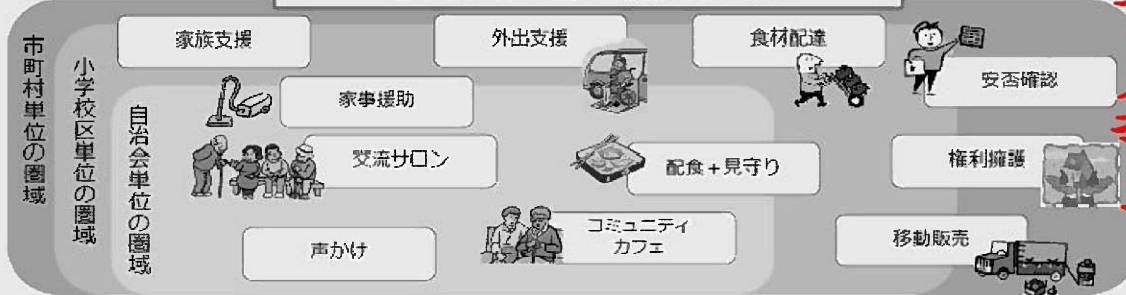 市町村単位の圏域
小学校区単位の圏域
自治会単位の圏域
家族支援
外出支援
食材配達
安否確認
家事援助
交流サロン
配食+見守り
権利擁護
声かけ
コミュニティ
カフェ
移動販売